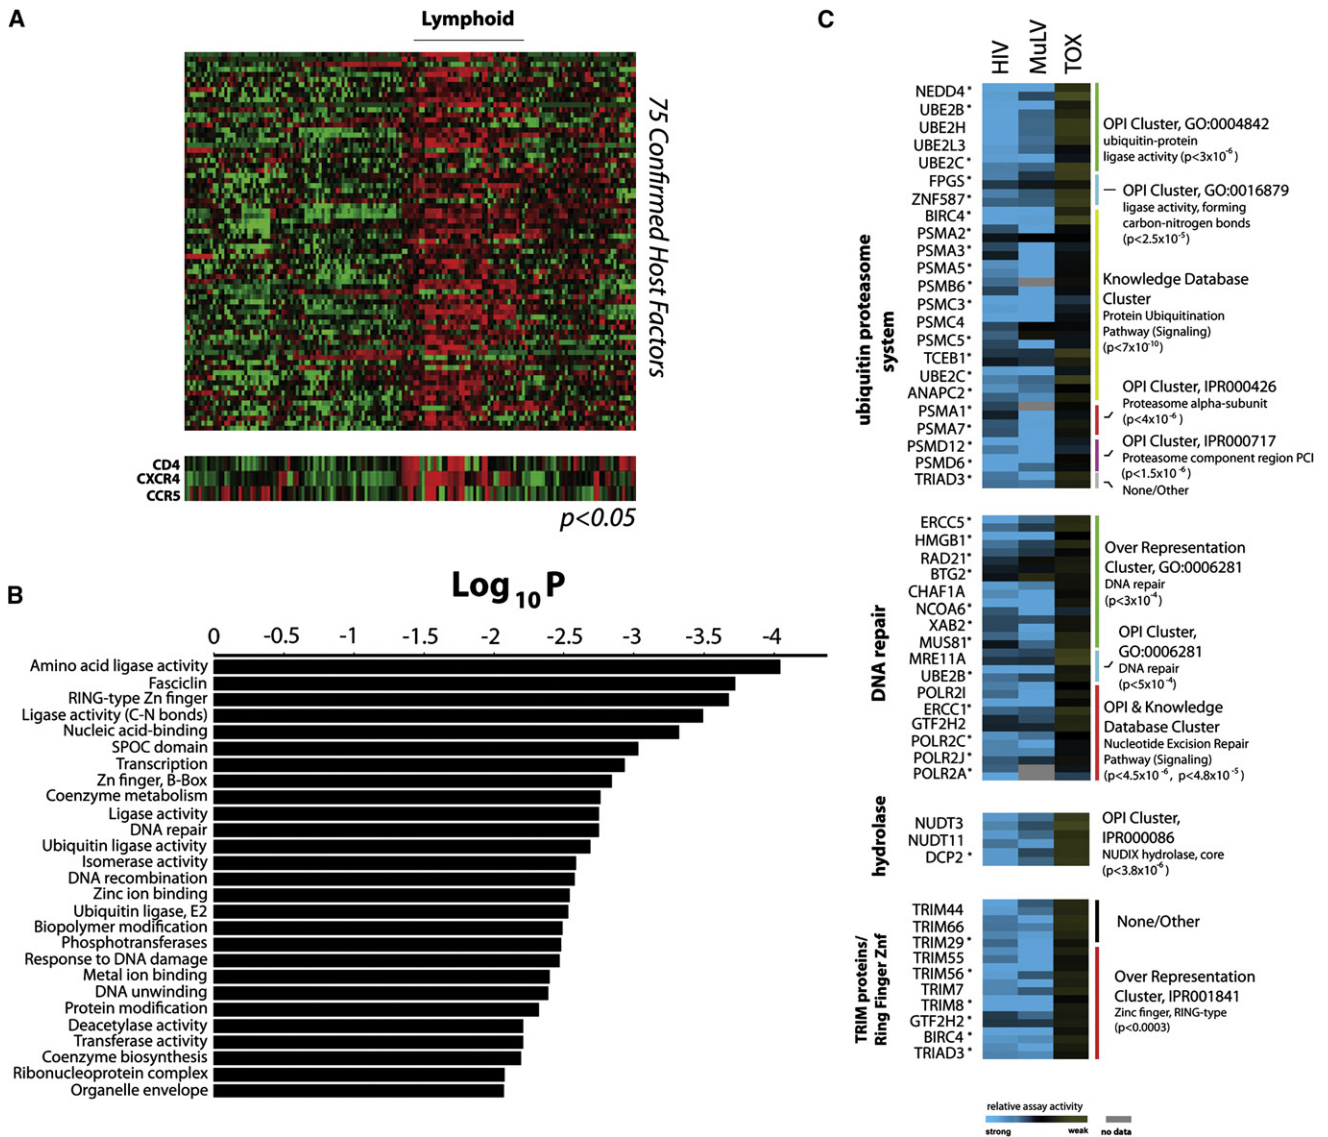 A
Lymphoid
75 Confirmed Host Factors
CD4
CXCR4
CCR5
p<0.05
B
Log10P
0 -0.5 -1 -1.5 -2 -2.5 -3 -3.5 -4
Amino acid ligase activity
Fasciclin
RING-type Zn finger
Ligase activity (C-N bonds)
Nucleic acid-binding
SPOC domain
Transcription
Zn finger, B-Box
Coenzyme metabolism
Ligase activity
DNA repair
Ubiquitin ligase activity
Isomerase activity
DNA recombination
Zinc ion binding
Ubiquitin ligase, E2
Biopolymer modification
Phosphotransferases
Response to DNA damage
Metal ion binding
DNA unwinding
Protein modification
Deacetylase activity
Transferase activity
Coenzyme biosynthesis
Ribonucleoprotein complex
Organelle envelope
C
HIV MuLV TOX
ubiquitin proteasome
system
NEDD4*
UBE2B*
UBE2H
UBE2L3
UBE2C*
FPGS*
ZNF587*
BIRC4*
PSMA2*
PSMA3*
PSMA5*
PSMB6*
PSMC3*
PSMC4
PSMC5*
TCEB1*
UBE2C*
ANAPC2*
PSMA1*
PSMA7*
PSMD12*
PSMD6*
TRIAD3*
OPI Cluster, GO:0004842
ubiquitin-protein
ligase activity (p<3x10-6)
OPI Cluster, GO:0016879
ligase activity, forming
carbon-nitrogen bonds
(p<2.5x10-5)
Knowledge Database
Cluster
Protein Ubiquitination
Pathway (Signaling)
(p<7x10-10)
OPI Cluster, IPR000426
Proteasome alpha-subunit
(p<4x10-6)
OPI Cluster, IPR000717
Proteasome component region PCI
(p<1.5x10-6)
None/Other
DNA repair
ERCC5*
HMGB1*
RAD21*
BTG2*
CHAF1A
NCOA6*
XAB2*
MUS81*
MRE11A
UBE2B*
POLR2I
ERCC1*
GTF2H2
POLR2C*
POLR2J*
POLR2A*
Over Representation
Cluster, GO:0006281
DNA repair
(p<3x10-4)
OPI Cluster,
GO:0006281
DNA repair
(p<5x10-4)
OPI & Knowledge
Database Cluster
Nucleotide Excision Repair
Pathway (Signaling)
(p<4.5x10-6, p<4.8x10-5)
hydrolase
NUDT3
NUDT11
DCP2*
OPI Cluster,
IPR000086
NUDIX hydrolase, core
(p<3.8x10-6)
TRIM proteins/
Ring Finger Znf
TRIM44
TRIM66
TRIM29*
TRIM55
TRIM56*
TRIM7
TRIM8*
GTF2H2*
BIRC4*
TRIAD3*
None/Other
Over Representation
Cluster, IPR001841
Zinc finger, RING-type
(p<0.0003)
relative assay activity
strong weak no data